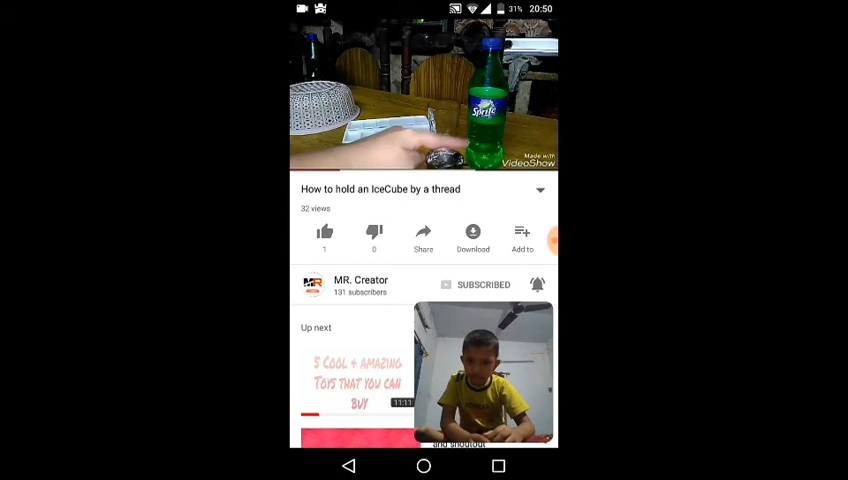 31% 20:50
Sprite
Made with
VideoShow
How to hold an IceCube by a thread
32 views
1 0 Share Download Add to
MR
MR. Creator
SUBSCRIBED
131 subscribers
Up next
5 COOL & AMAZING
TOYS THAT YOU CAN
BUY
11:11
and shoutout